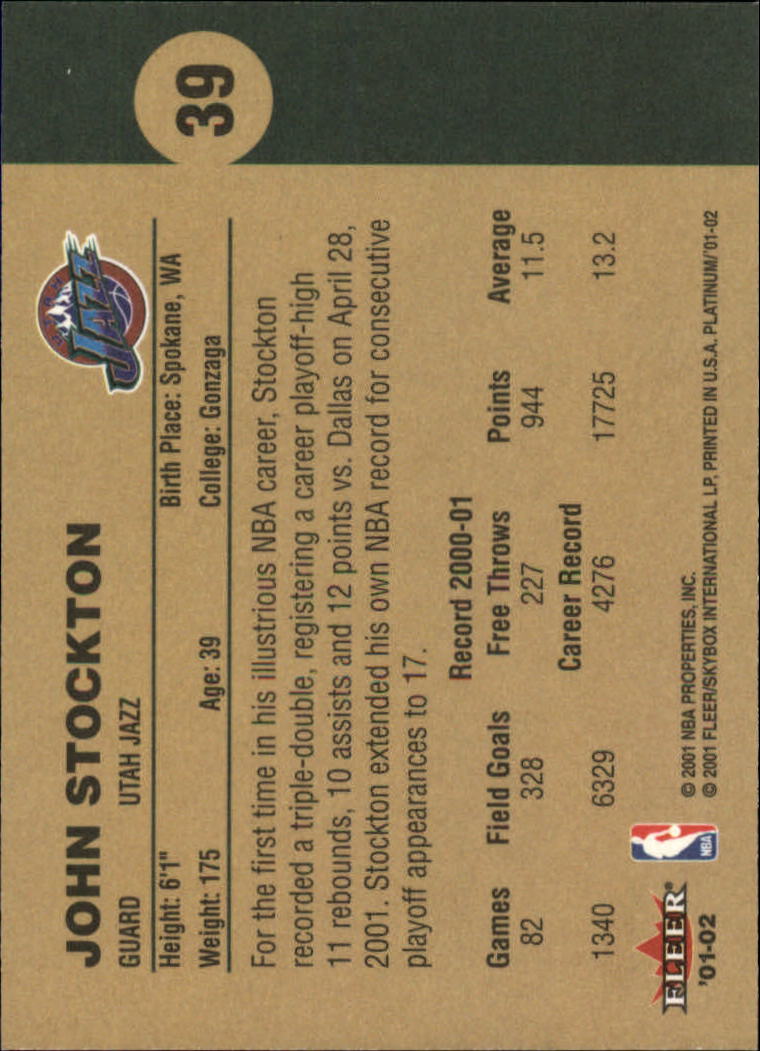 39
JOHN STOCKTON
GUARD UTAH JAZZ
UTAH
JAZZ
Height: 6'1" Birth Place: Spokane, WA
Weight: 175 Age: 39 College: Gonzaga
For the first time in his illustrious NBA career, Stockton
recorded a triple-double, registering a career playoff-high
11 rebounds, 10 assists and 12 points vs. Dallas on April 28,
2001. Stockton extended his own NBA record for consecutive
playoff appearances to 17.
Record 2000-01
Games Field Goals Free Throws Points Average
82 328 227 944 11.5
Career Record
1340 6329 4276 17725 13.2
FLEER®
'01-02
NBA
© 2001 NBA PROPERTIES, INC.
© 2001 FLEER/SKYBOX INTERNATIONAL LP, PRINTED IN U.S.A. PLATINUM/'01-02